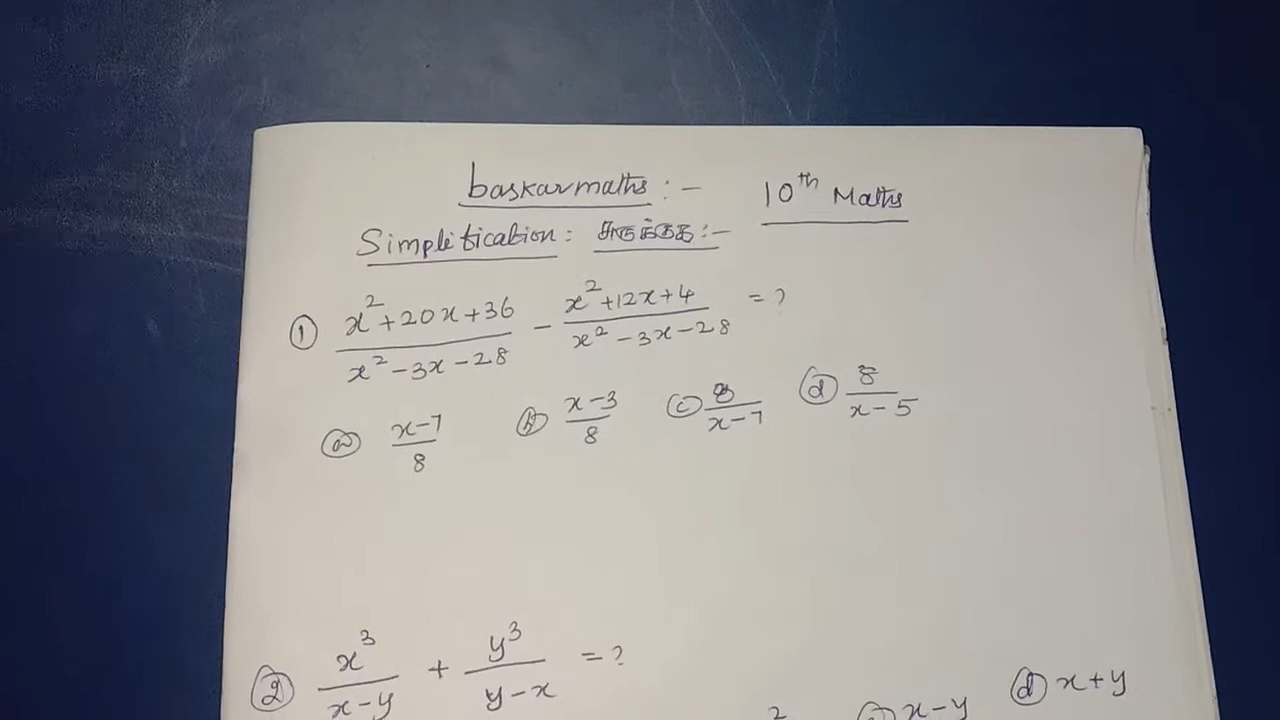 baskarmaths :- 10th Maths
Simplification : சுருக்குக :-
① x²+20x+36 / x²-3x-28 - x²+12x+4 / x²-3x-28 = ?
ⓐ x-7 / 8 ⓑ x-3 / 8 ⓒ 8 / x-7 ⓓ 8 / x-5
② x³ / x-y + y³ / y-x = ?
2 ⓒ x-y ⓓ x+y